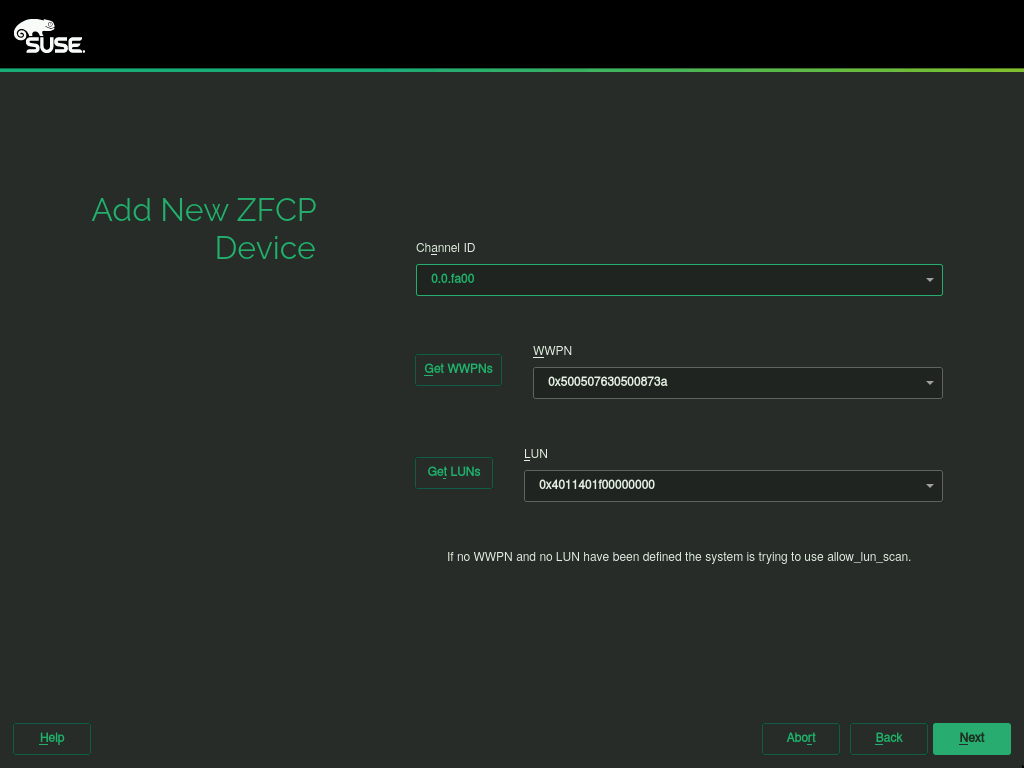 SUSE.
Add New ZFCP
Device
Channel ID
0.0.fa00
Get WWPNs
WWPN
0x500507630500873a
Get LUNs
LUN
0x4011401f00000000
If no WWPN and no LUN have been defined the system is trying to use allow_lun_scan.
Help
Abort
Back
Next